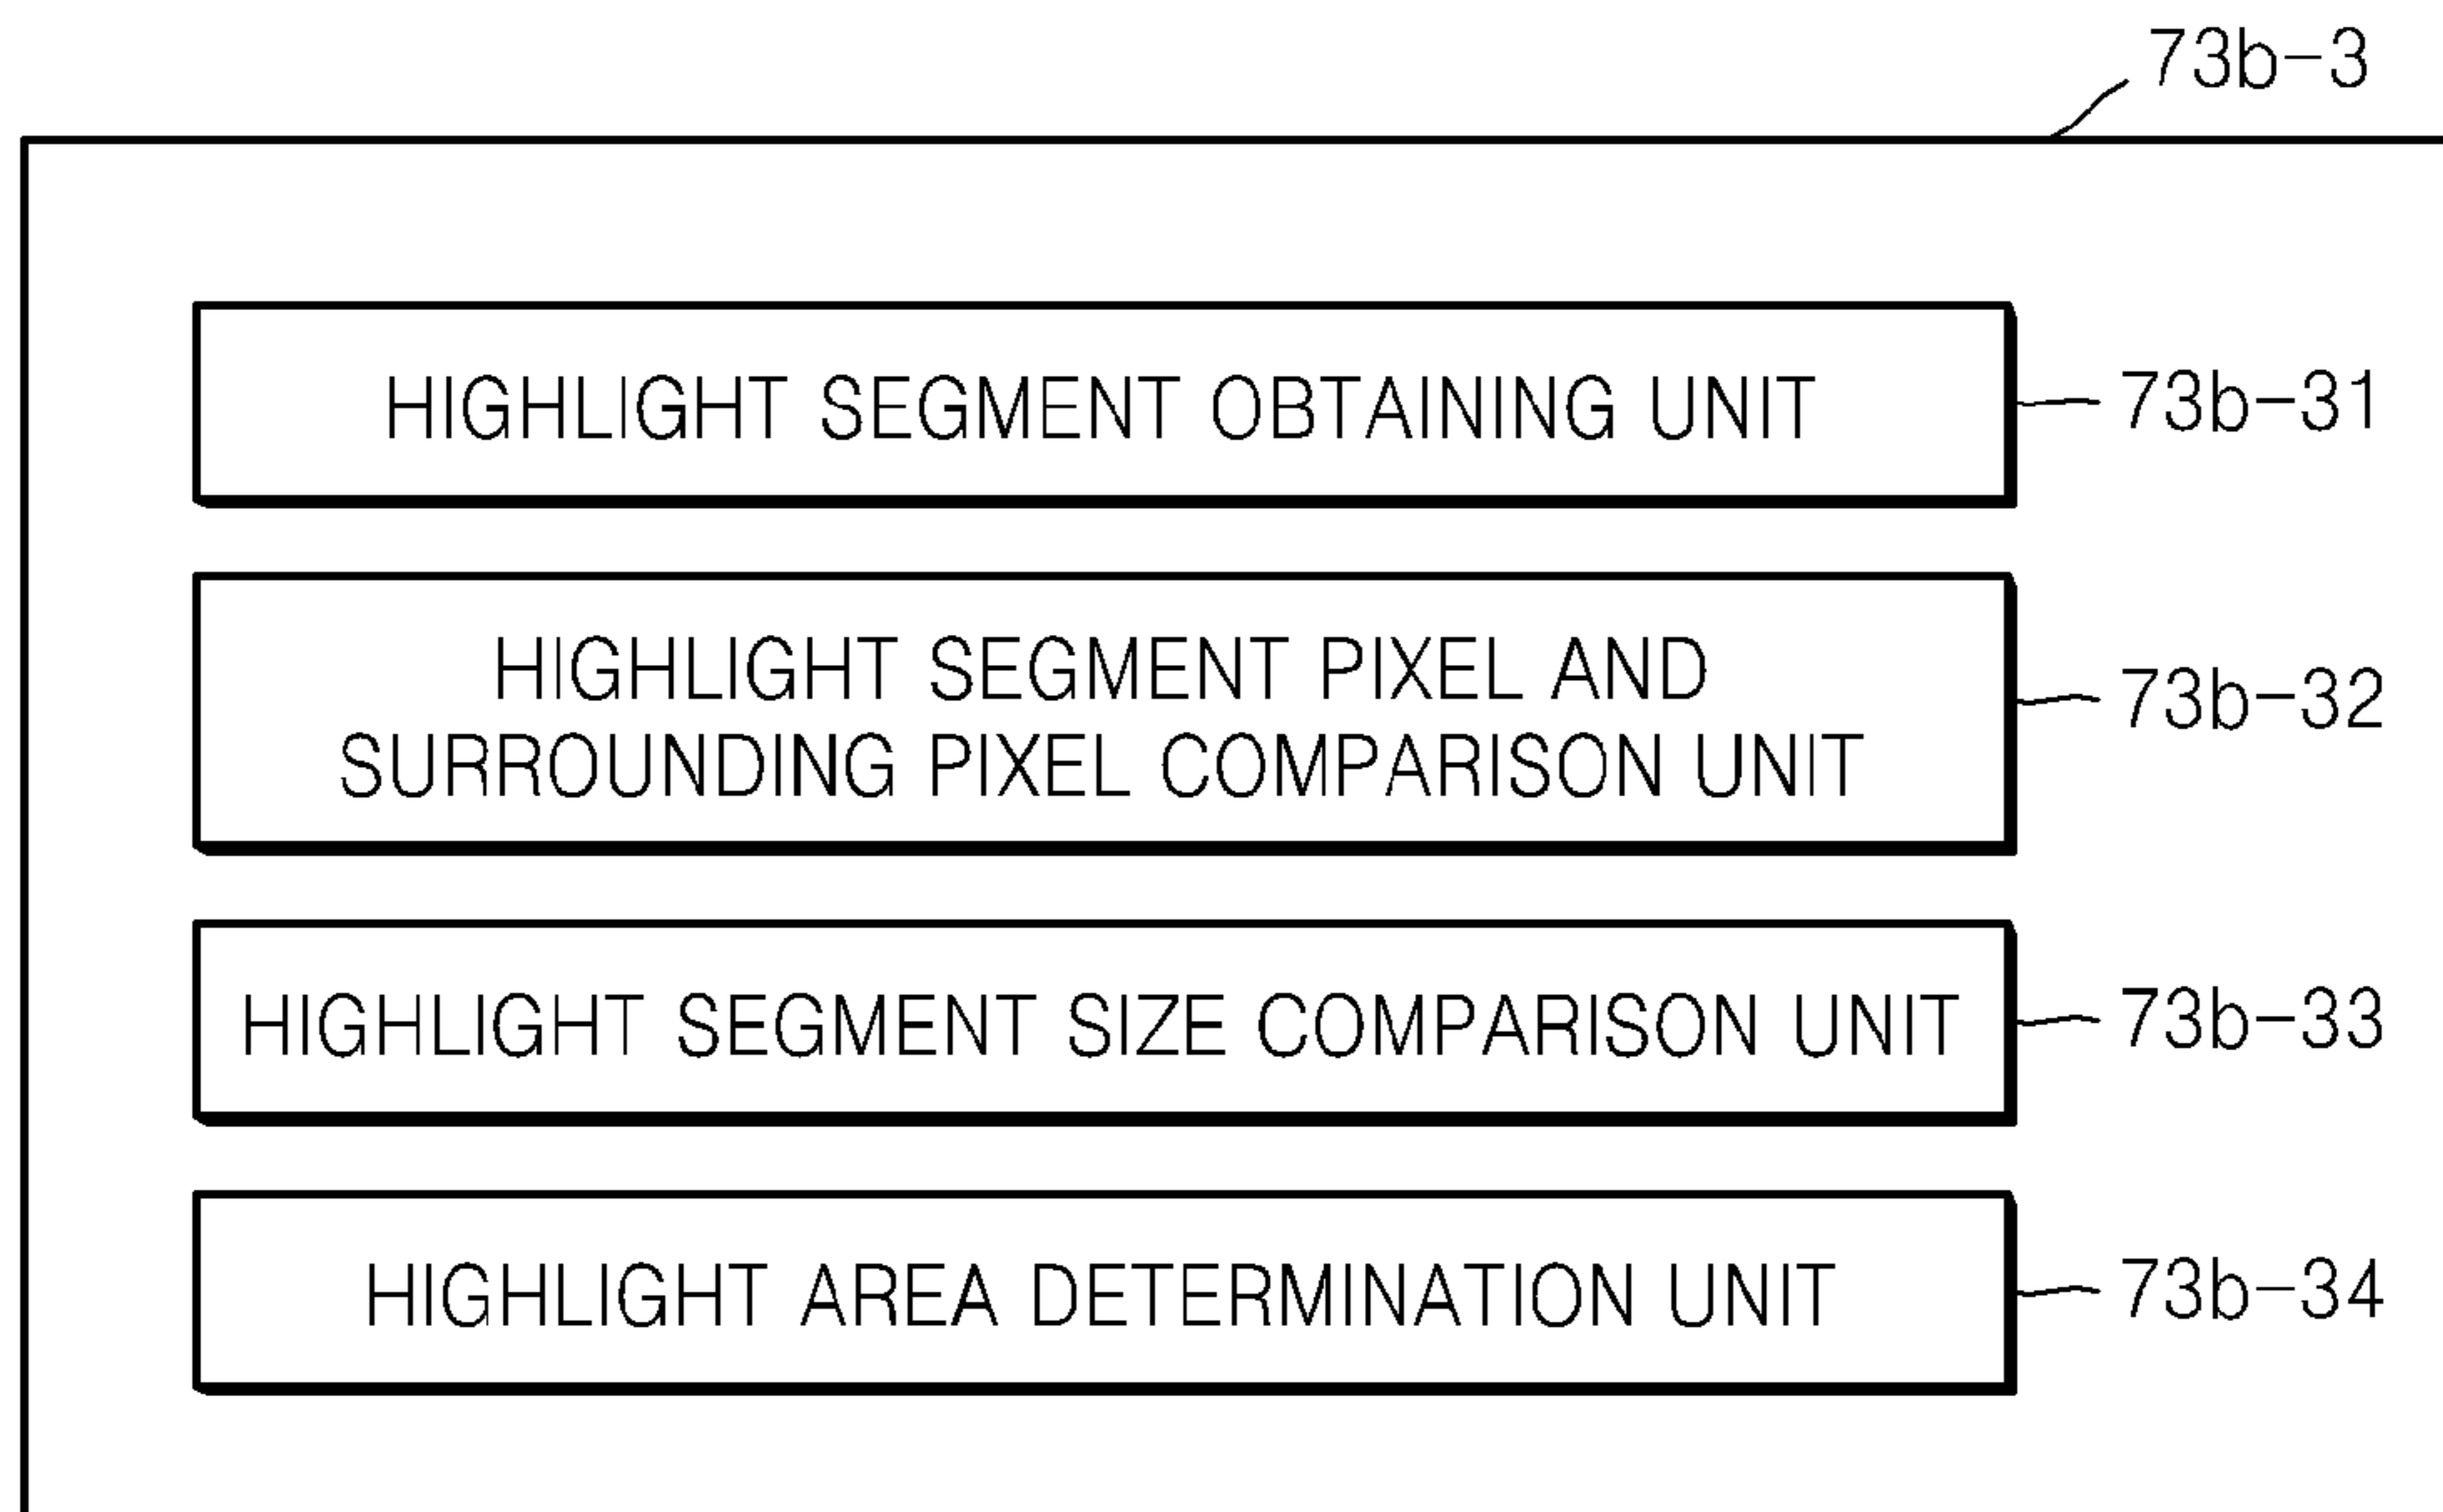 73b-3
HIGHLIGHT SEGMENT OBTAINING UNIT
73b-31
HIGHLIGHT SEGMENT PIXEL AND
SURROUNDING PIXEL COMPARISON UNIT
73b-32
HIGHLIGHT SEGMENT SIZE COMPARISON UNIT
73b-33
HIGHLIGHT AREA DETERMINATION UNIT
73b-34